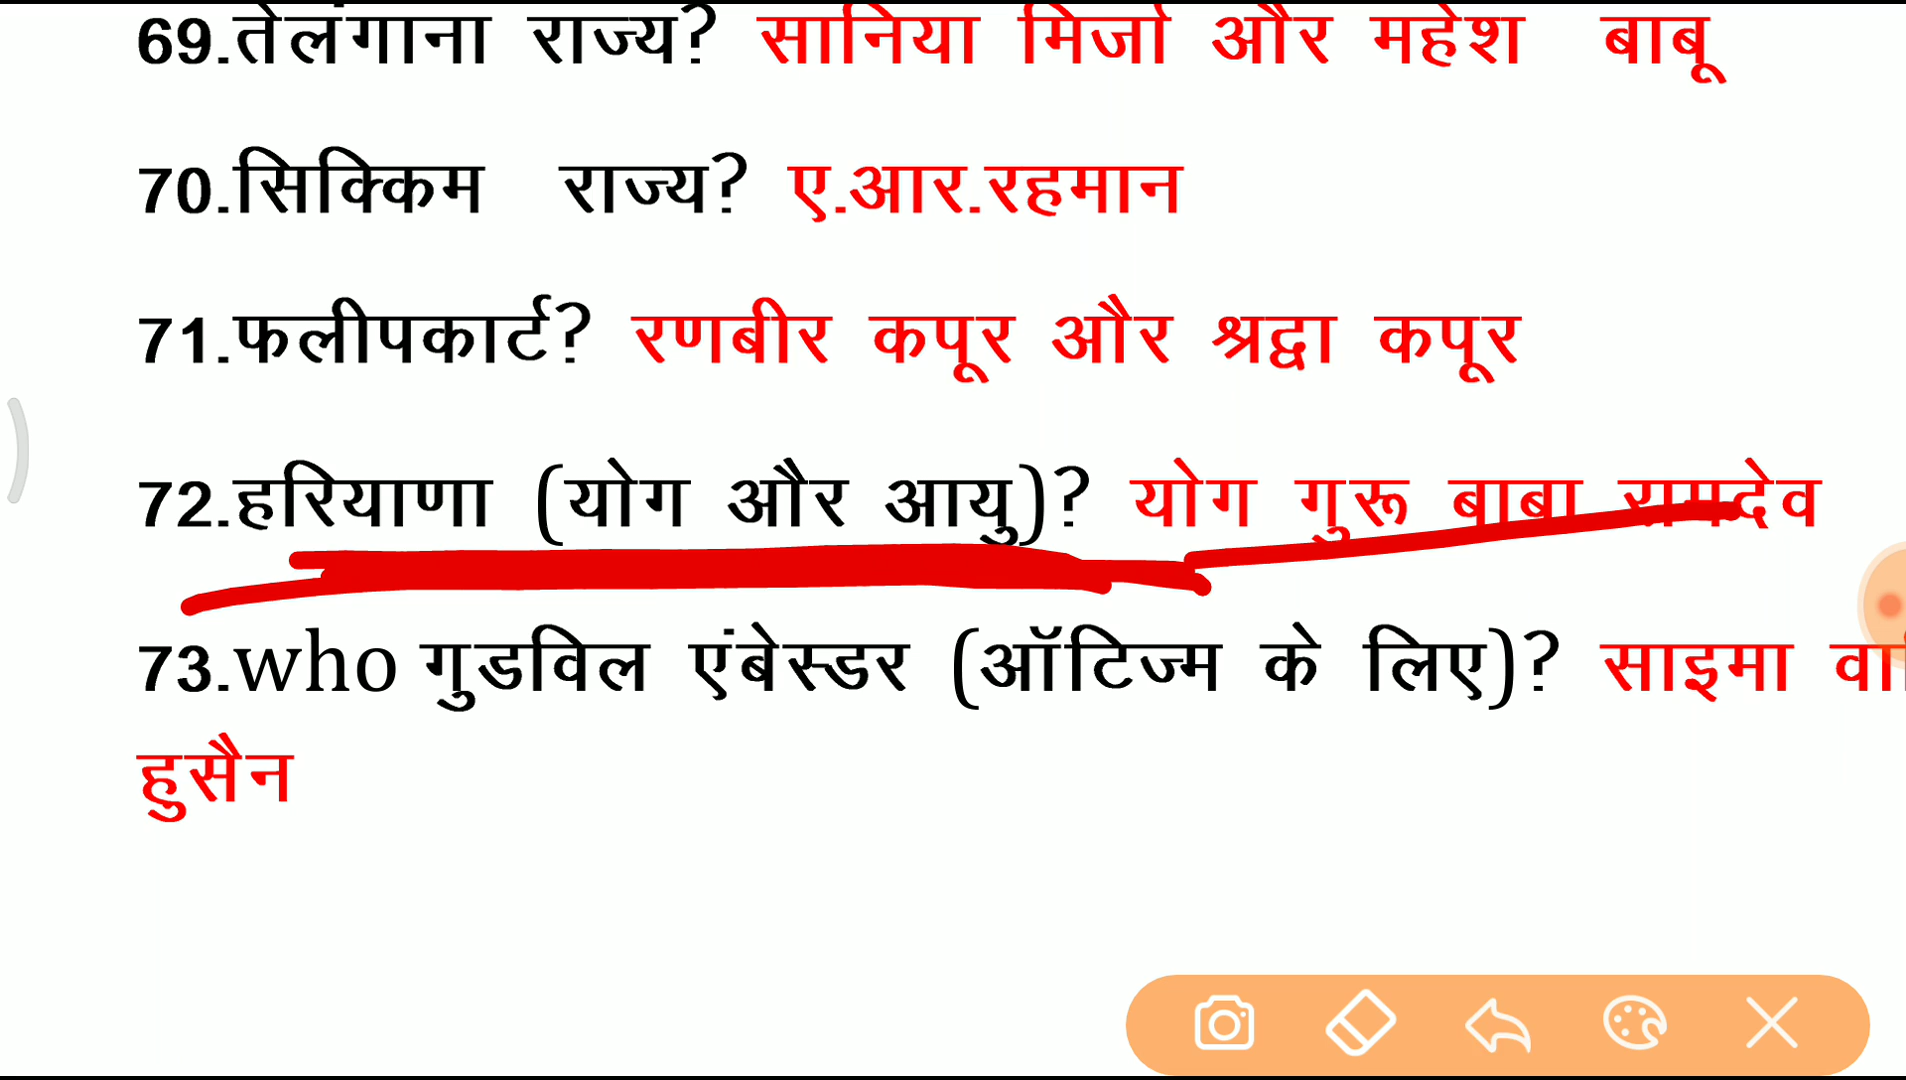 69.तेलंगाना राज्य? सानिया मिर्जा और महेश बाबू
70.सिक्किम राज्य? ए.आर.रहमान
71.फलीपकार्ट? रणबीर कपूर और श्रद्वा कपूर
72.हरियाणा (योग और आयु)? योग गुरू बाबा रामदेव
73.who गुडविल एंबेस्डर (ऑटिज्म के लिए)? साइमा
हुसैन